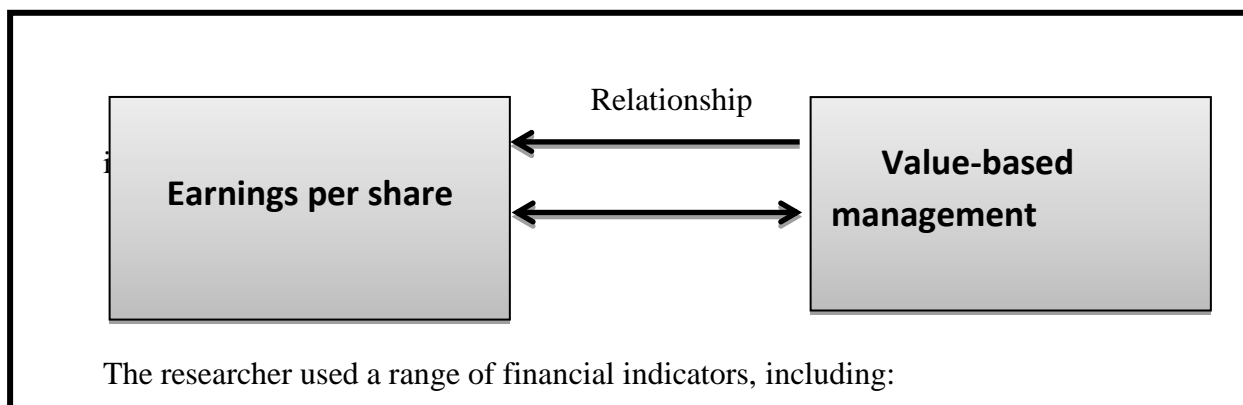 Relationship
Earnings per share
Value-based
management
The researcher used a range of financial indicators, including: